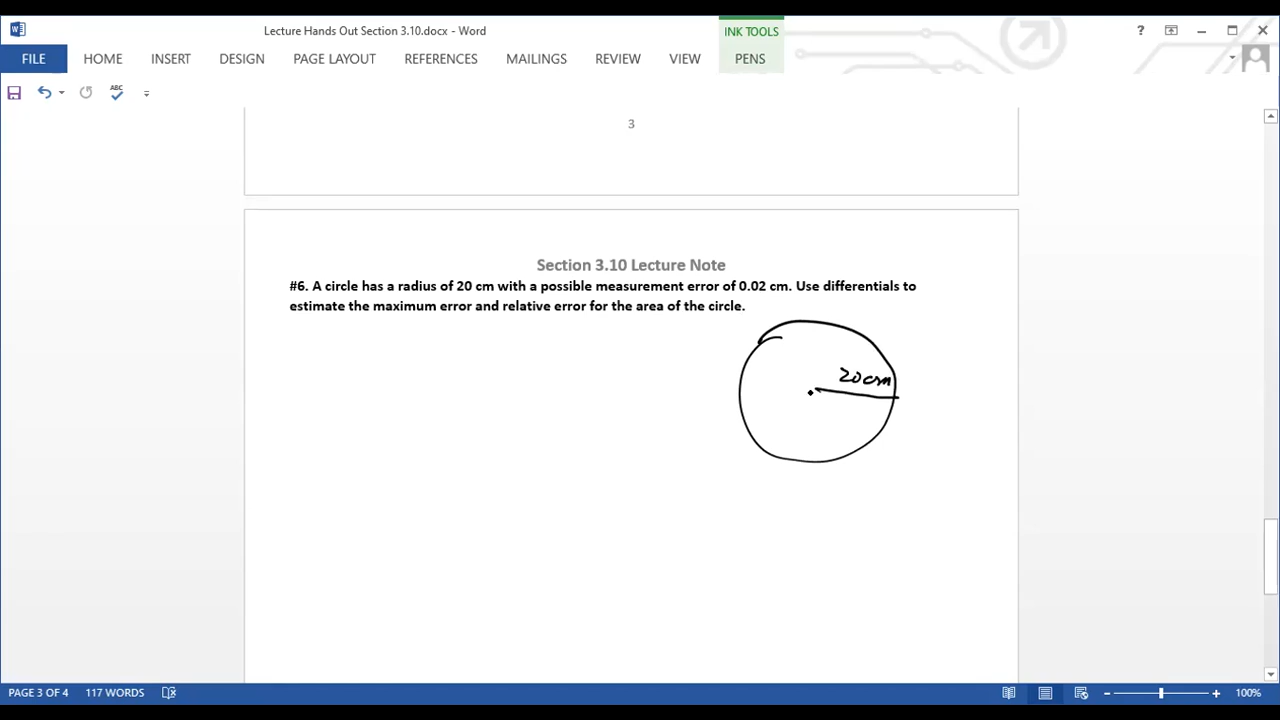 Lecture Hands Out Section 3.10.docx - Word
INK TOOLS
?
FILE HOME INSERT DESIGN PAGE LAYOUT REFERENCES MAILINGS REVIEW VIEW PENS
ABC
3
Section 3.10 Lecture Note
#6. A circle has a radius of 20 cm with a possible measurement error of 0.02 cm. Use differentials to
estimate the maximum error and relative error for the area of the circle.
20cm
PAGE 3 OF 4 117 WORDS 100%